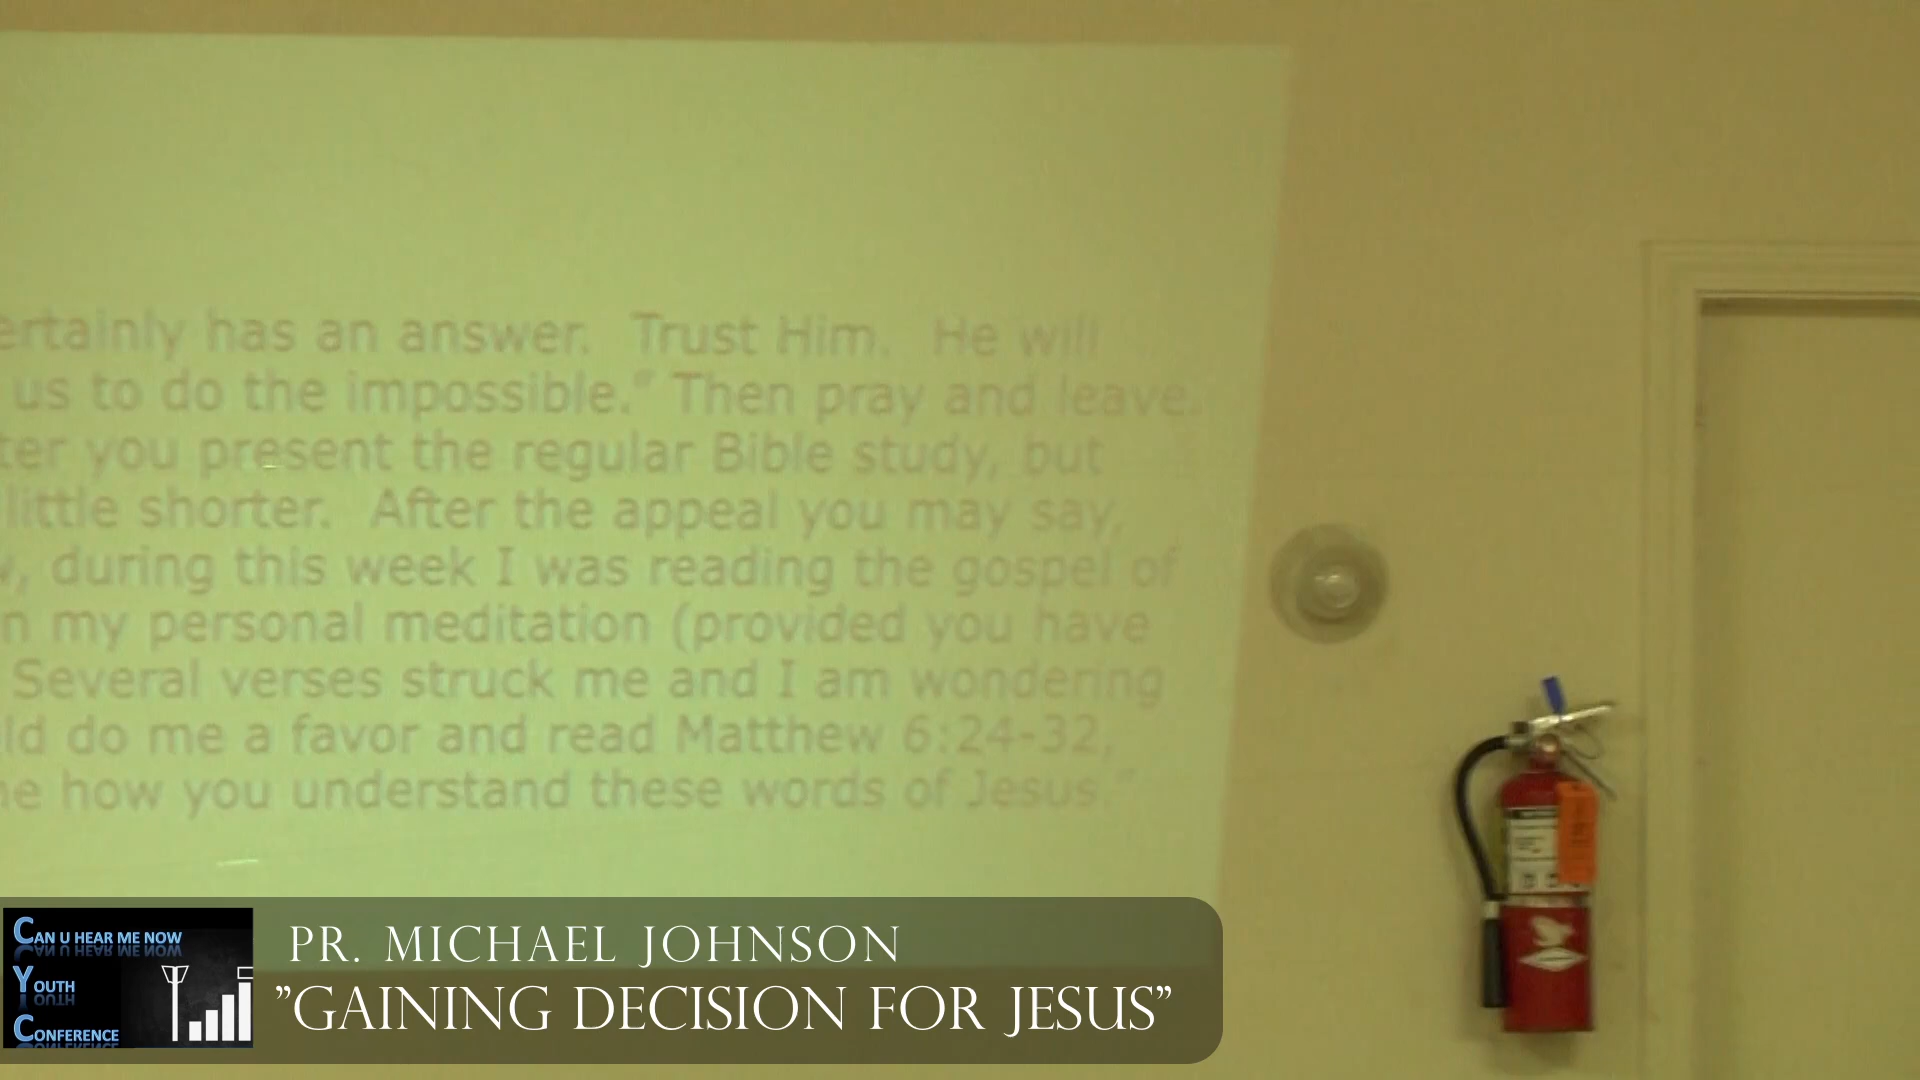 ertainly has an answer. Trust Him. He will
us to do the impossible." Then pray and leave.
ter you present the regular Bible study, but
little shorter. After the appeal you may say,
w, during this week I was reading the gospel of
n my personal meditation (provided you have
Several verses struck me and I am wondering
ld do me a favor and read Matthew 6:24-32,
ne how you understand these words of Jesus."
CAN U HEAR ME NOW
YOUTH
CONFERENCE
PR. MICHAEL JOHNSON
"GAINING DECISION FOR JESUS"